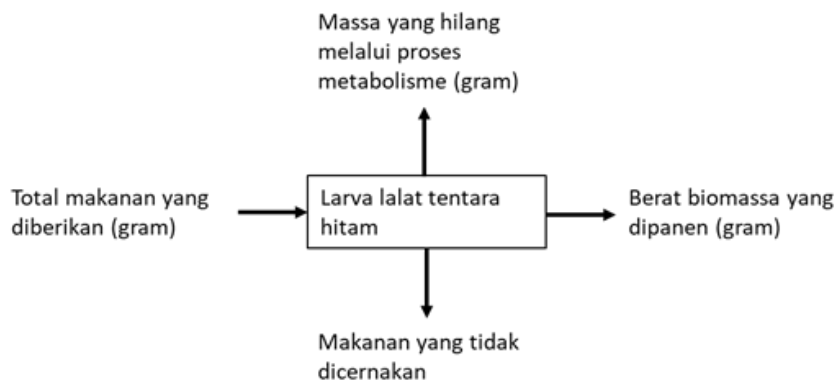 Massa yang hilang
melalui proses
metabolisme (gram)
Total makanan yang
diberikan (gram)
Larva lalat tentara
hitam
Berat biomassa yang
dipanen (gram)
Makanan yang tidak
dicernakan